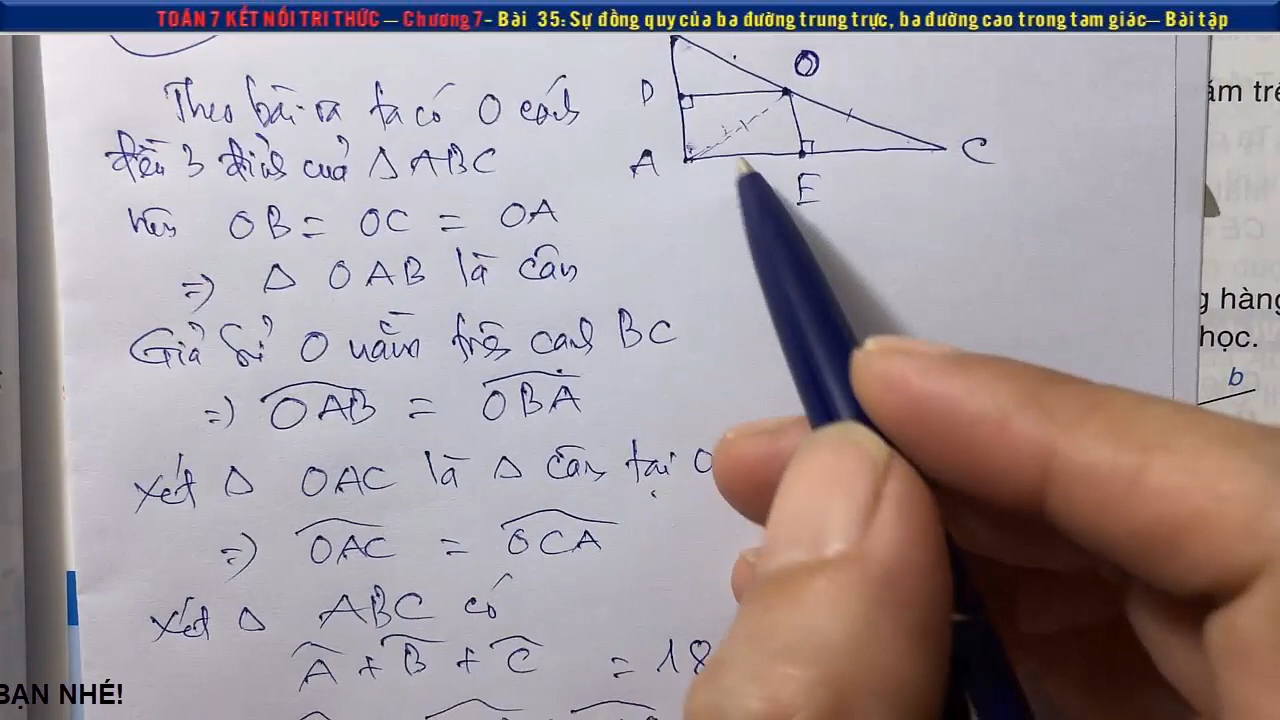 TOÁN 7 KẾT NỐI TRI THỨC – Chương 7- Bài 35: Sự đồng quy của ba đường trung trực, ba đường cao trong tam giác– Bài tập
Theo bài ra ta có O cách
đều 3 đỉnh của Δ ABC
nên OB = OC = OA
=> Δ OAB là cân
Giả sử O nằm trên cạnh BC
=> OAB = OBA
Xét Δ OAC là Δ cân tại O
=> OAC = OCA
Xét Δ ABC có
A + B + C = 18
D
O
A
E
C
ám trê
g hàng
học.
b
BẠN NHÉ!